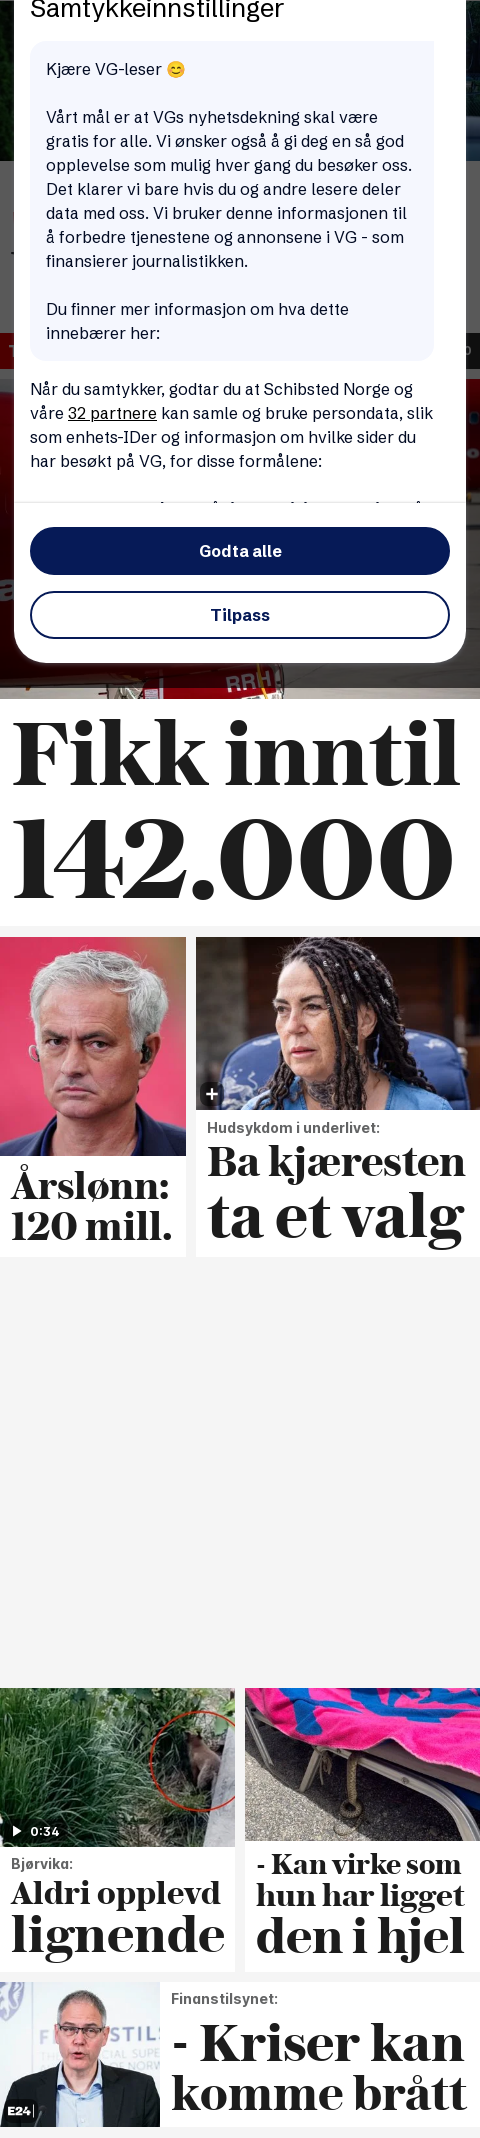 Samtykkeinnstillinger
Kjære VG-leser 😊
Vårt mål er at VGs nyhetsdekning skal være
gratis for alle. Vi ønsker også å gi deg en så god
opplevelse som mulig hver gang du besøker oss.
Det klarer vi bare hvis du og andre lesere deler
data med oss. Vi bruker denne informasjonen til
å forbedre tjenestene og annonsene i VG - som
finansierer journalistikken.
Du finner mer informasjon om hva dette
innebærer her:
Når du samtykker, godtar du at Schibsted Norge og
våre 32 partnere kan samle og bruke persondata, slik
som enhets-IDer og informasjon om hvilke sider du
har besøkt på VG, for disse formålene:
Godta alle
Tilpass
RRH
Fikk inntil
142.000
Årslønn:
120 mill.
Hudsykdom i underlivet:
Ba kjæresten
ta et valg
0:34
Bjørvika:
Aldri opplevd
lignende
- Kan virke som
hun har ligget
den i hjel
E24
Finanstilsynet:
- Kriser kan
komme brått